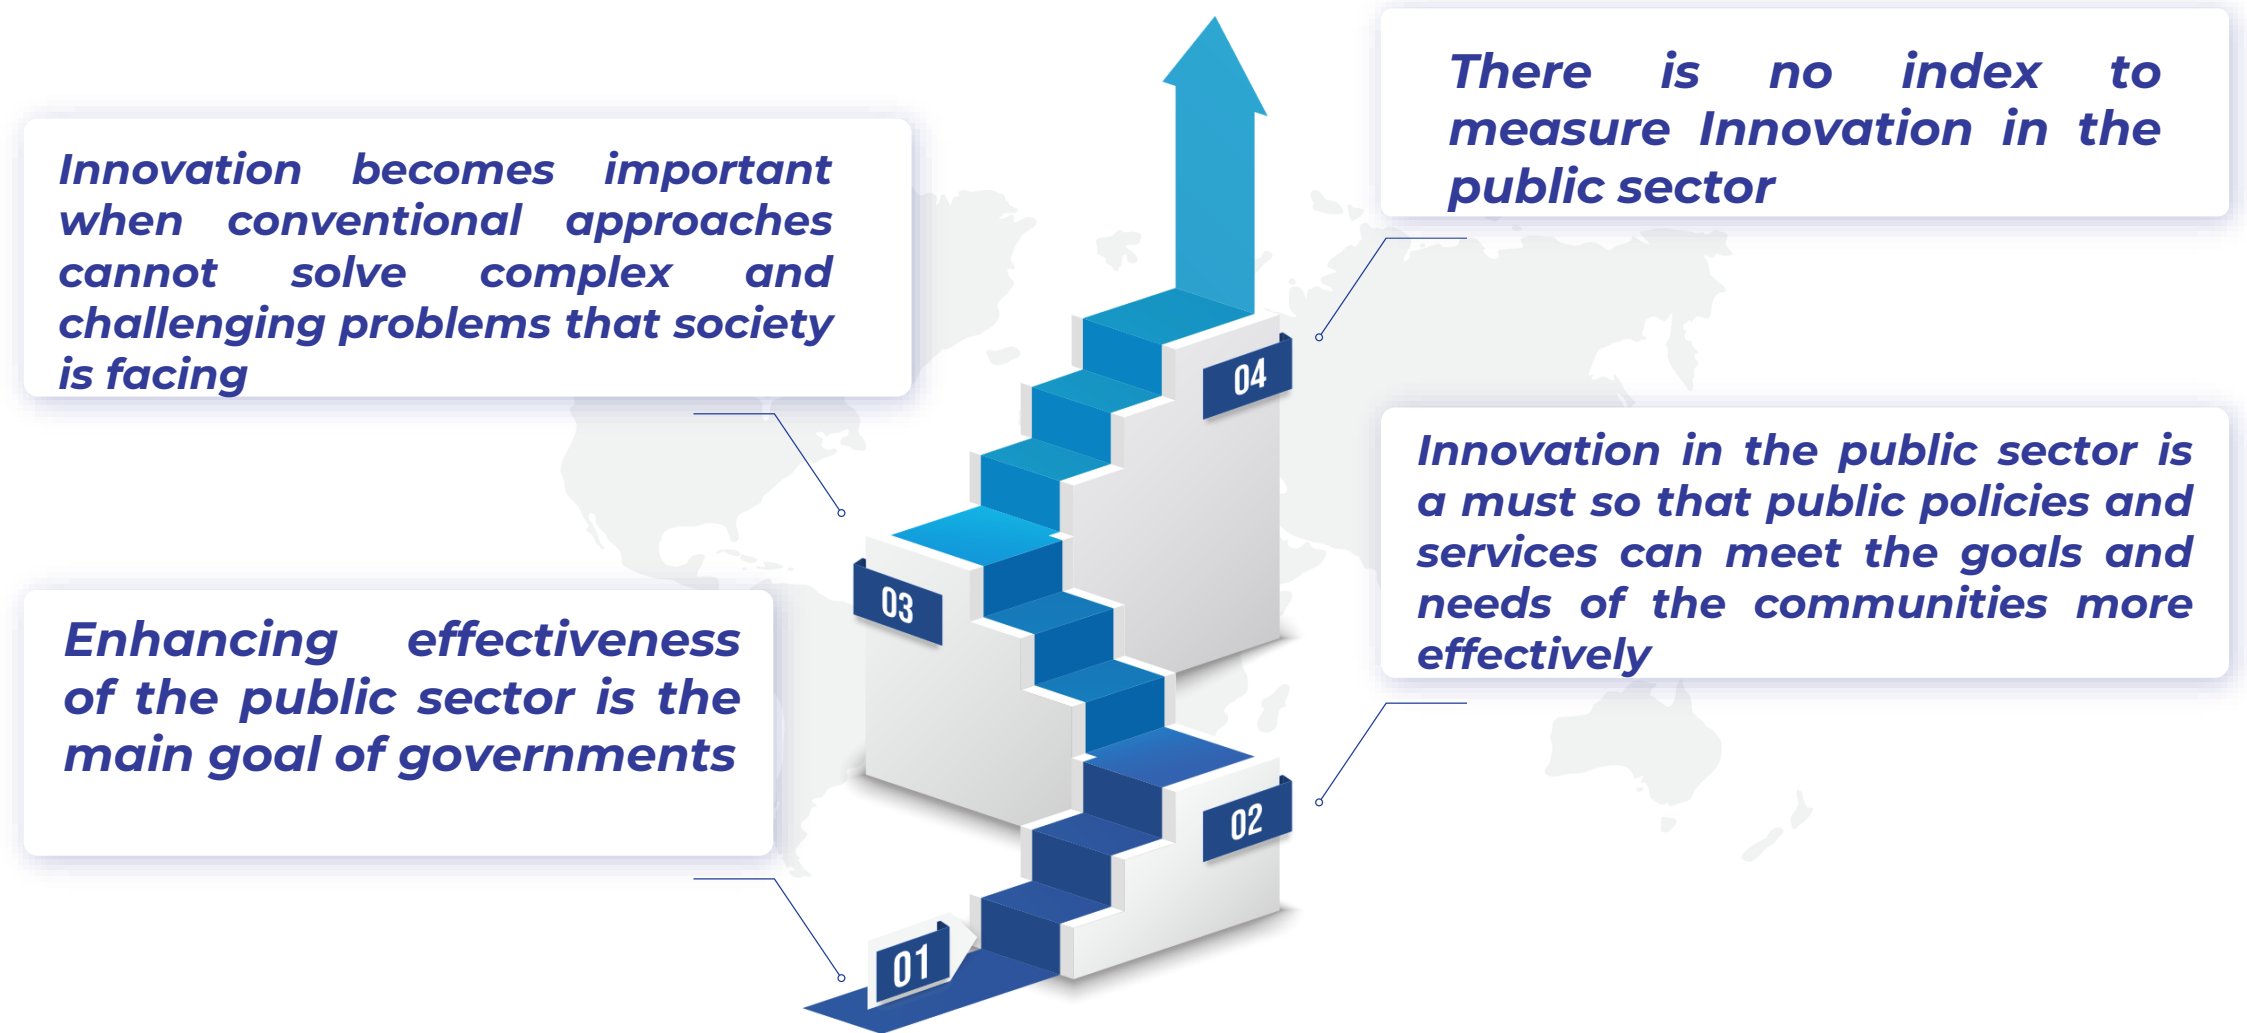 Innovation becomes important
when conventional approaches
cannot solve complex and
challenging problems that society
is facing
There is no index to
measure Innovation in the
public sector
04
Innovation in the public sector is
a must so that public policies and
services can meet the goals and
needs of the communities more
effectively
03
Enhancing effectiveness
of the public sector is the
main goal of governments
02
01